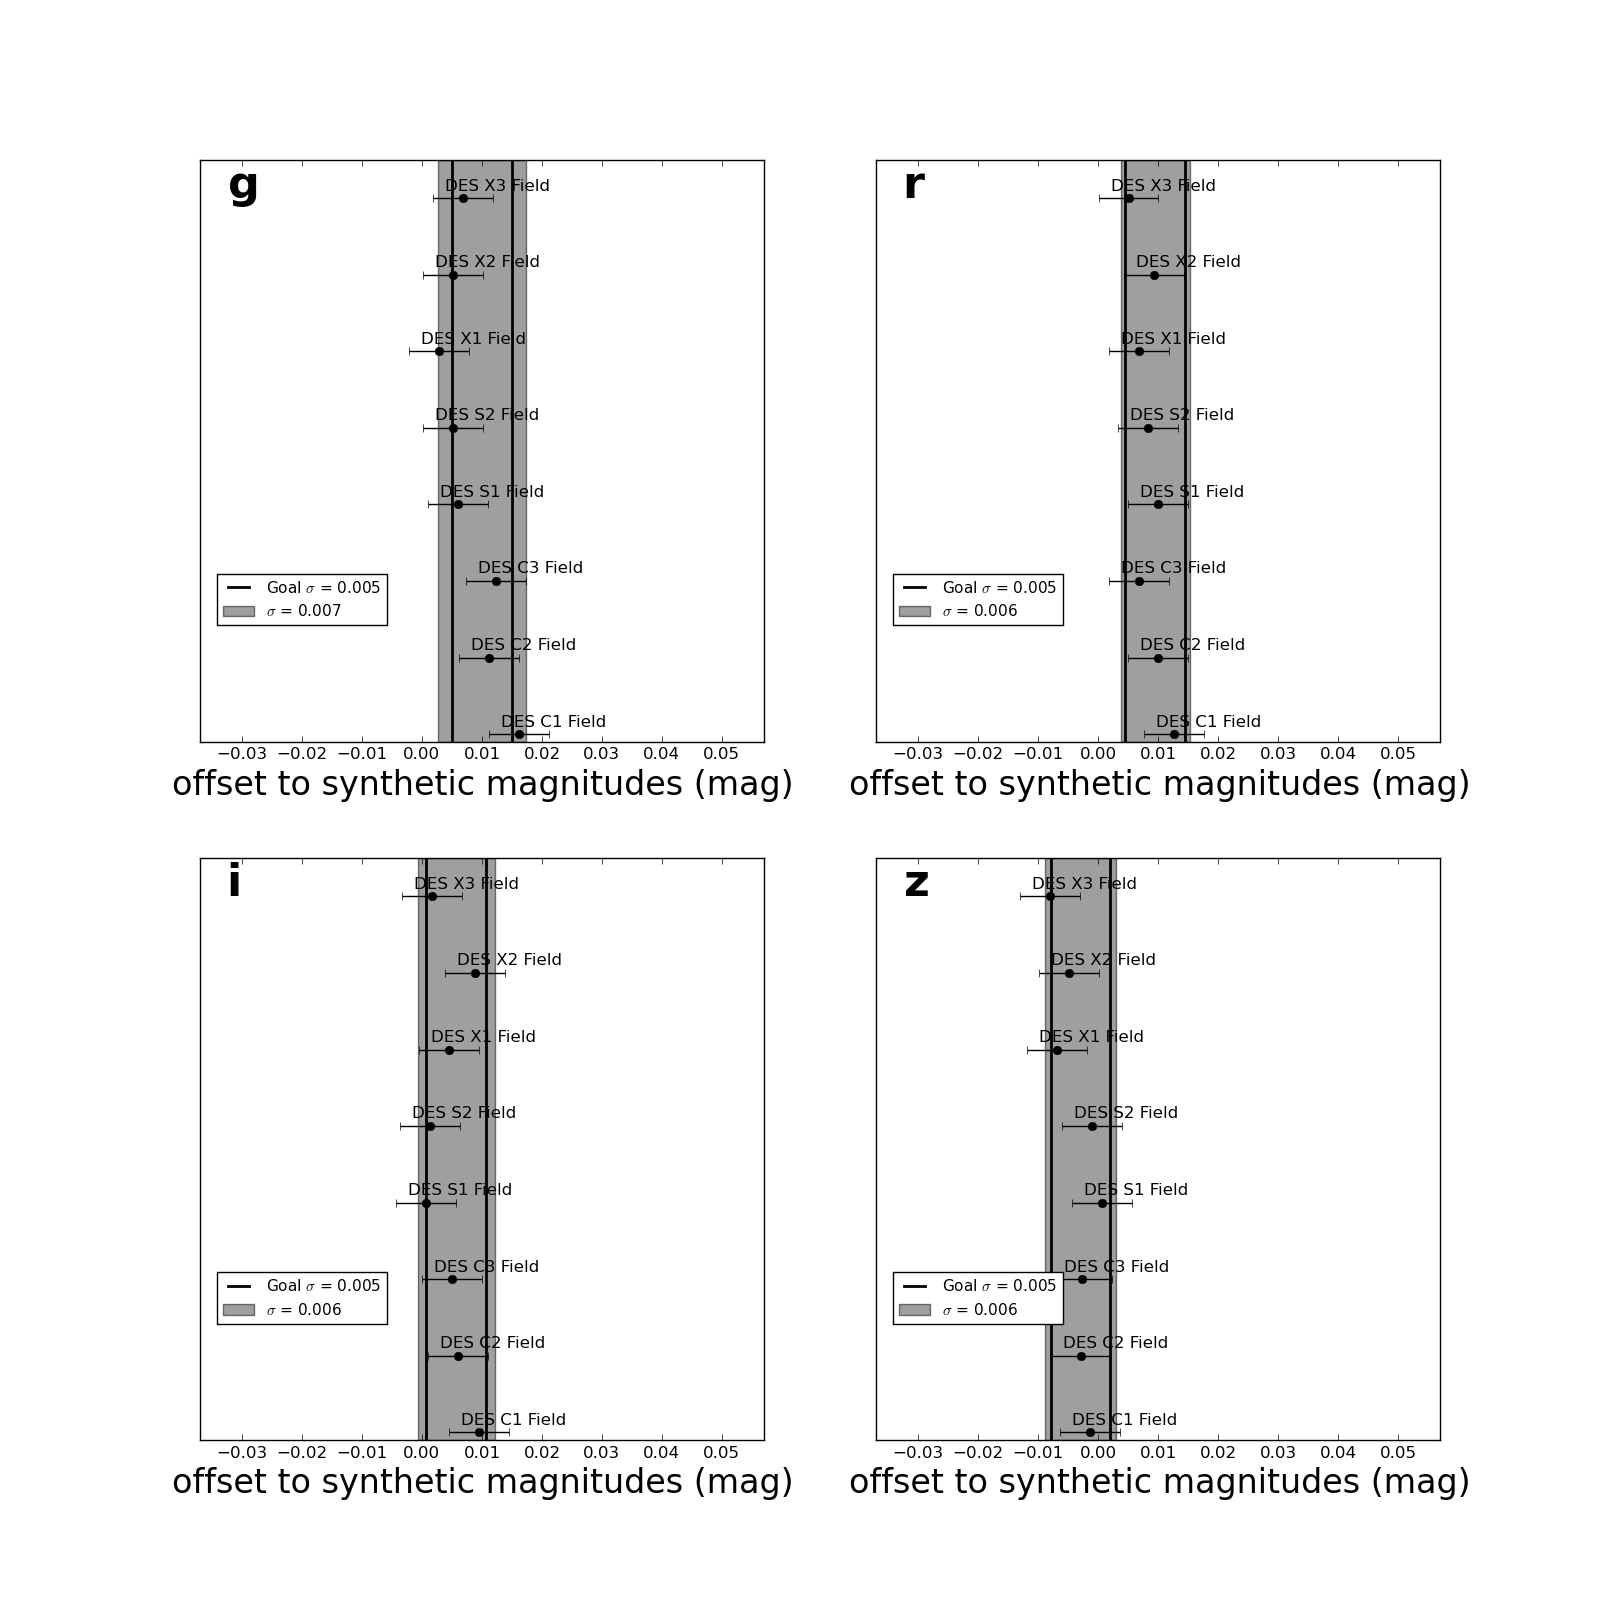 g
DES X3 Field
DES X2 Field
DES X1 Field
DES S2 Field
DES S1 Field
DES C3 Field
DES C2 Field
DES C1 Field
Goal σ = 0.005
σ = 0.007
−0.03 −0.02 −0.01 0.00 0.01 0.02 0.03 0.04 0.05
offset to synthetic magnitudes (mag)
r
DES X3 Field
DES X2 Field
DES X1 Field
DES S2 Field
DES S1 Field
DES C3 Field
DES C2 Field
DES C1 Field
Goal σ = 0.005
σ = 0.006
−0.03 −0.02 −0.01 0.00 0.01 0.02 0.03 0.04 0.05
offset to synthetic magnitudes (mag)
i
DES X3 Field
DES X2 Field
DES X1 Field
DES S2 Field
DES S1 Field
DES C3 Field
DES C2 Field
DES C1 Field
Goal σ = 0.005
σ = 0.006
−0.03 −0.02 −0.01 0.00 0.01 0.02 0.03 0.04 0.05
offset to synthetic magnitudes (mag)
z
DES X3 Field
DES X2 Field
DES X1 Field
DES S2 Field
DES S1 Field
DES C3 Field
DES C2 Field
DES C1 Field
Goal σ = 0.005
σ = 0.006
−0.03 −0.02 −0.01 0.00 0.01 0.02 0.03 0.04 0.05
offset to synthetic magnitudes (mag)